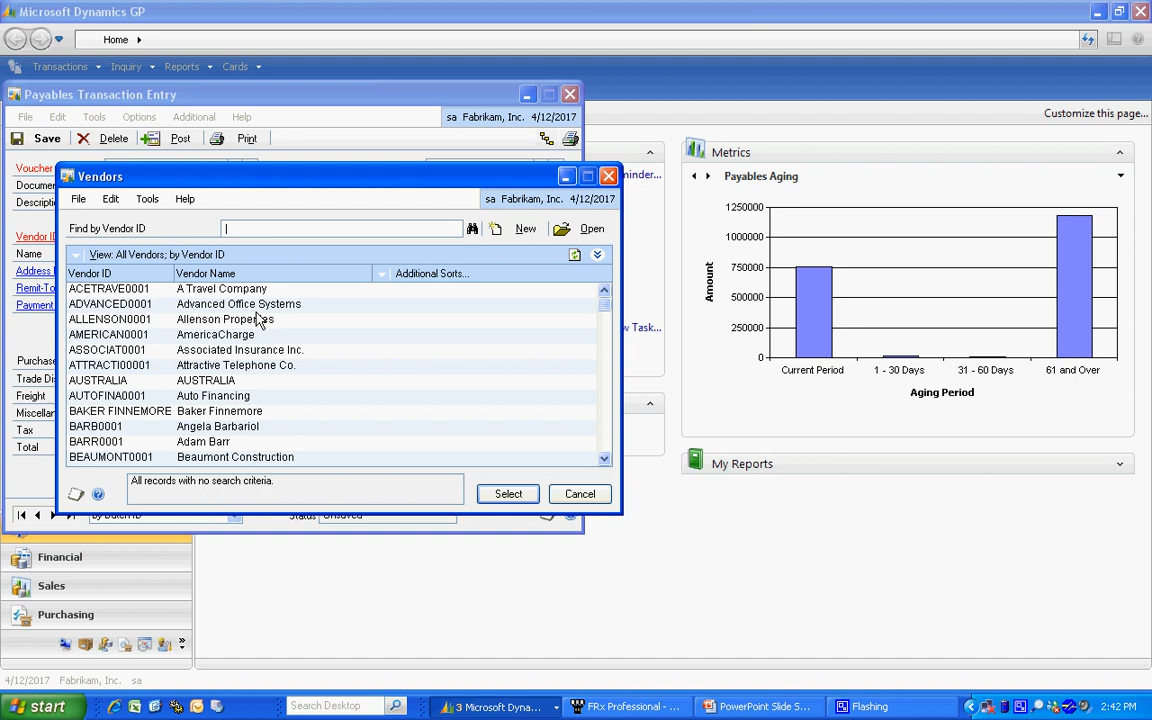 Microsoft Dynamics GP
Home
Transactions Inquiry Reports Cards
Customize this page...
Payables Transaction Entry
File Edit Tools Options Additional Help
sa Fabrikam, Inc. 4/12/2017
Save Delete Post Print
Voucher
Docume
Descripti
Vendor I
Name
Address
Remit-To
Payment
Purchase
Trade Di
Freight
Miscella
Tax
Total
Vendors
File Edit Tools Help
sa Fabrikam, Inc. 4/12/2017
Find by Vendor ID
New Open
View: All Vendors; by Vendor ID
Vendor ID Vendor Name Additional Sorts...
ACETRAVE0001 A Travel Company
ADVANCED0001 Advanced Office Systems
ALLENSON0001 Allenson Properties
AMERICAN0001 AmericaCharge
ASSOCIAT0001 Associated Insurance Inc.
ATTRACTI00001 Attractive Telephone Co.
AUSTRALIA AUSTRALIA
AUTOFINA0001 Auto Financing
BAKER FINNEMORE Baker Finnemore
BARB0001 Angela Barbariol
BARR0001 Adam Barr
BEAUMONT0001 Beaumont Construction
All records with no search criteria.
Select Cancel
by Batch ID
Status Unsaved
minder...
w Task...
Metrics
Payables Aging
1250000
1000000
750000
500000
250000
0
Amount
Current Period 1 - 30 Days 31 - 60 Days 61 and Over
Aging Period
My Reports
Financial
Sales
Purchasing
4/12/2017 Fabrikam, Inc. sa
start
Search Desktop
3 Microsoft Dyna...
FRx Professional - ...
PowerPoint Slide S...
Flashing
2:42 PM